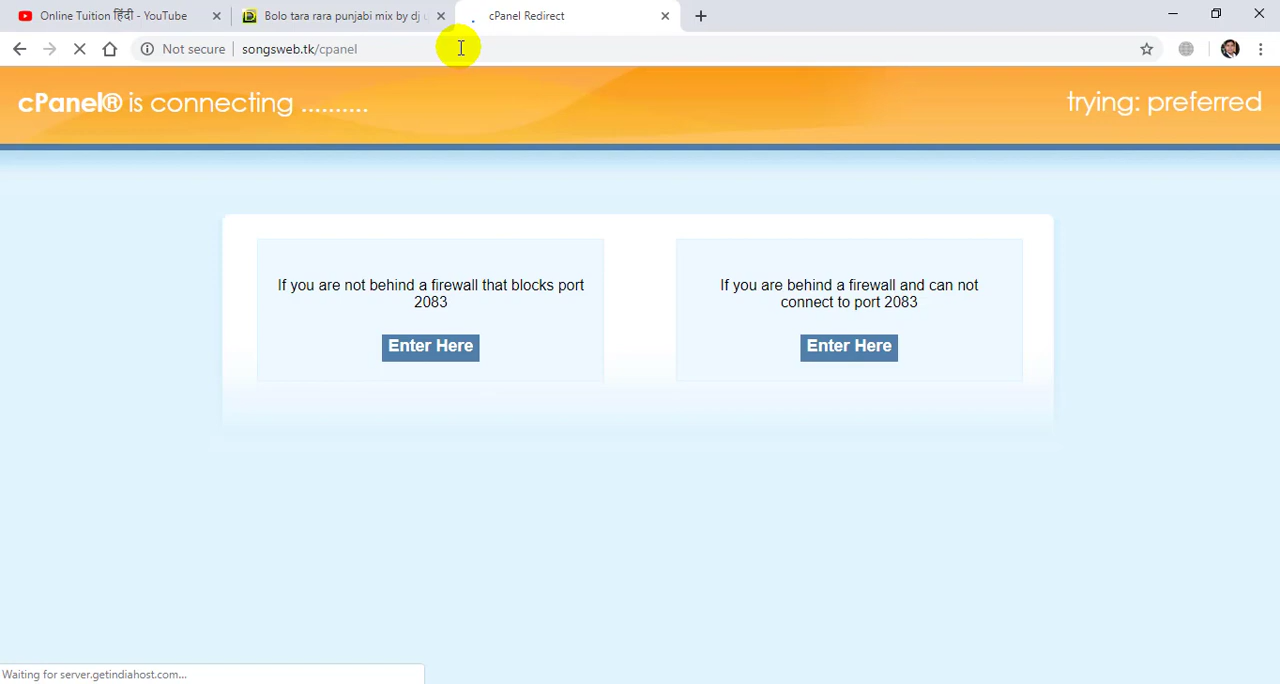 Online Tuition हिंदी - YouTube
Bolo tara rara punjabi mix by dj
cPanel Redirect
Not secure
songsweb.tk/cpanel
cPanel® is connecting ..........
trying: preferred
If you are not behind a firewall that blocks port
2083
Enter Here
If you are behind a firewall and can not
connect to port 2083
Enter Here
Waiting for server.getindiahost.com...